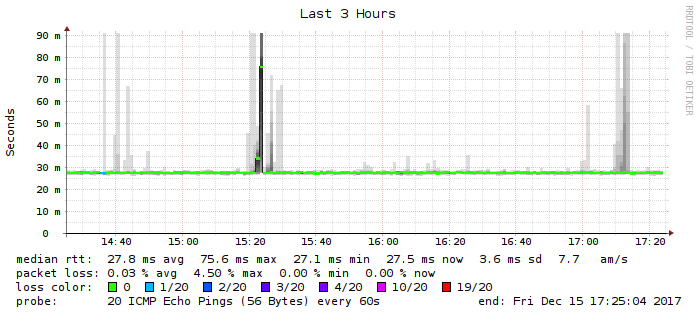 Last 3 Hours
RRDTOOL / TOBI OETIKER
Seconds
90 m
80 m
70 m
60 m
50 m
40 m
30 m
20 m
10 m
0
14:40 15:00 15:20 15:40 16:00 16:20 16:40 17:00 17:20
median rtt: 27.8 ms avg 75.6 ms max 27.1 ms min 27.5 ms now 3.6 ms sd 7.7 am/s
packet loss: 0.03 % avg 4.50 % max 0.00 % min 0.00 % now
loss color: 0 1/20 2/20 3/20 4/20 10/20 19/20
probe: 20 ICMP Echo Pings (56 Bytes) every 60s end: Fri Dec 15 17:25:04 2017